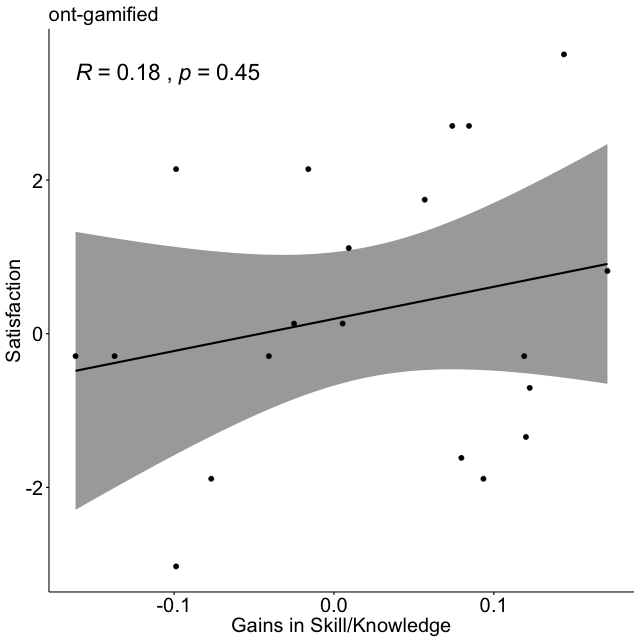 ont-gamified
R = 0.18 , p = 0.45
Satisfaction
2
0
-2
-0.1 0.0 0.1
Gains in Skill/Knowledge